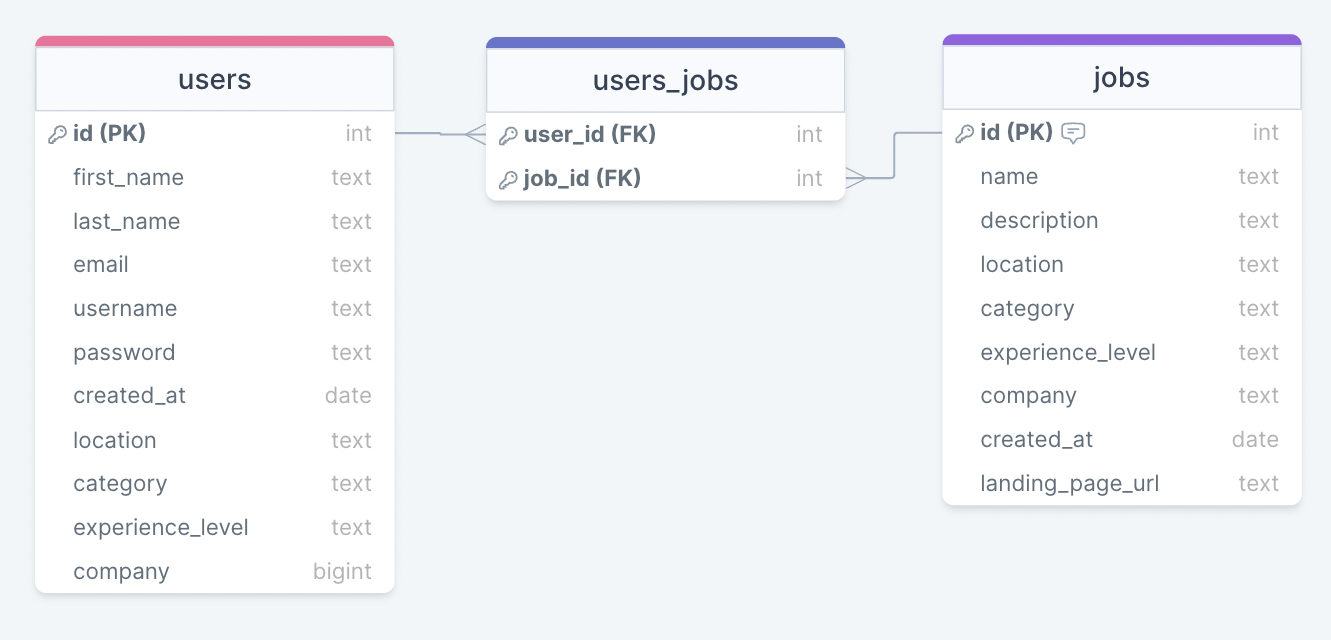 users
id (PK) int
first_name text
last_name text
email text
username text
password text
created_at date
location text
category text
experience_level text
company bigint
users_jobs
user_id (FK) int
job_id (FK) int
jobs
id (PK) int
name text
description text
location text
category text
experience_level text
company text
created_at date
landing_page_url text